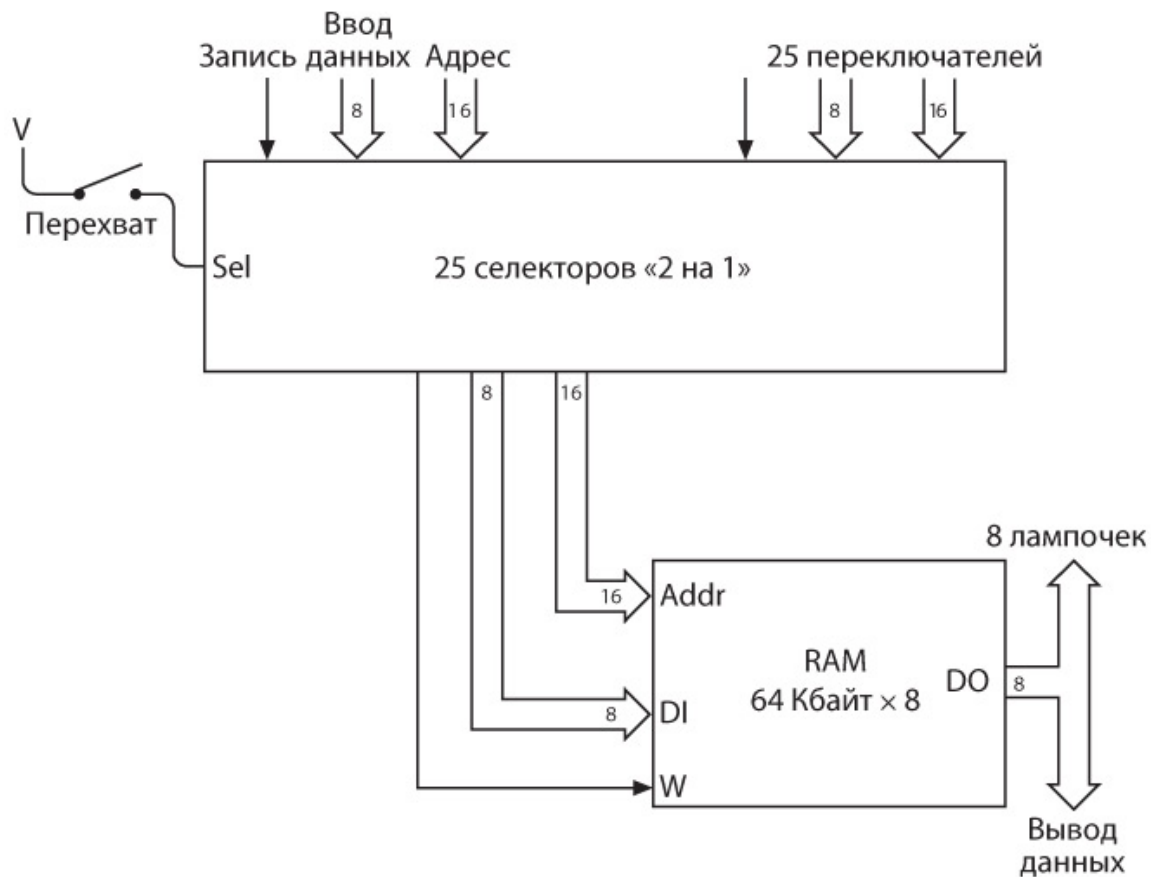 Ввод
Запись данных Адрес
25 переключателей
8
16
8
16
V
Перехват
Sel
25 селекторов «2 на 1»
8
16
8 лампочек
16
Addr
RAM
64 Кбайт × 8
DO
8
8
DI
W
Вывод
данных